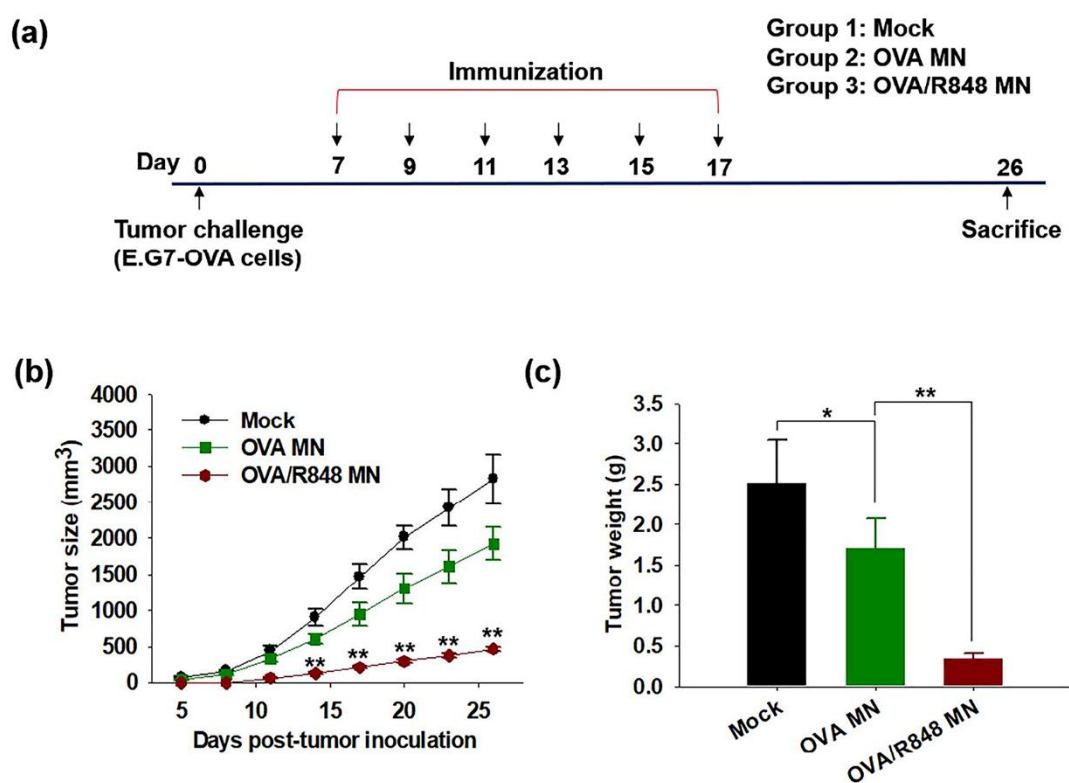 (a)
Group 1: Mock
Group 2: OVA MN
Group 3: OVA/R848 MN
Immunization
Day 0 7 9 11 13 15 17 26
Tumor challenge
(E.G7-OVA cells)
Sacrifice
(b)
4000
3500
3000
2500
2000
1500
1000
500
0
Tumor size (mm³)
Mock
OVA MN
OVA/R848 MN
** ** ** ** **
5 10 15 20 25
Days post-tumor inoculation
(c)
3.5
3.0
2.5
2.0
1.5
1.0
0.5
0.0
Tumor weight (g)
*
**
Mock
OVA MN
OVA/R848 MN